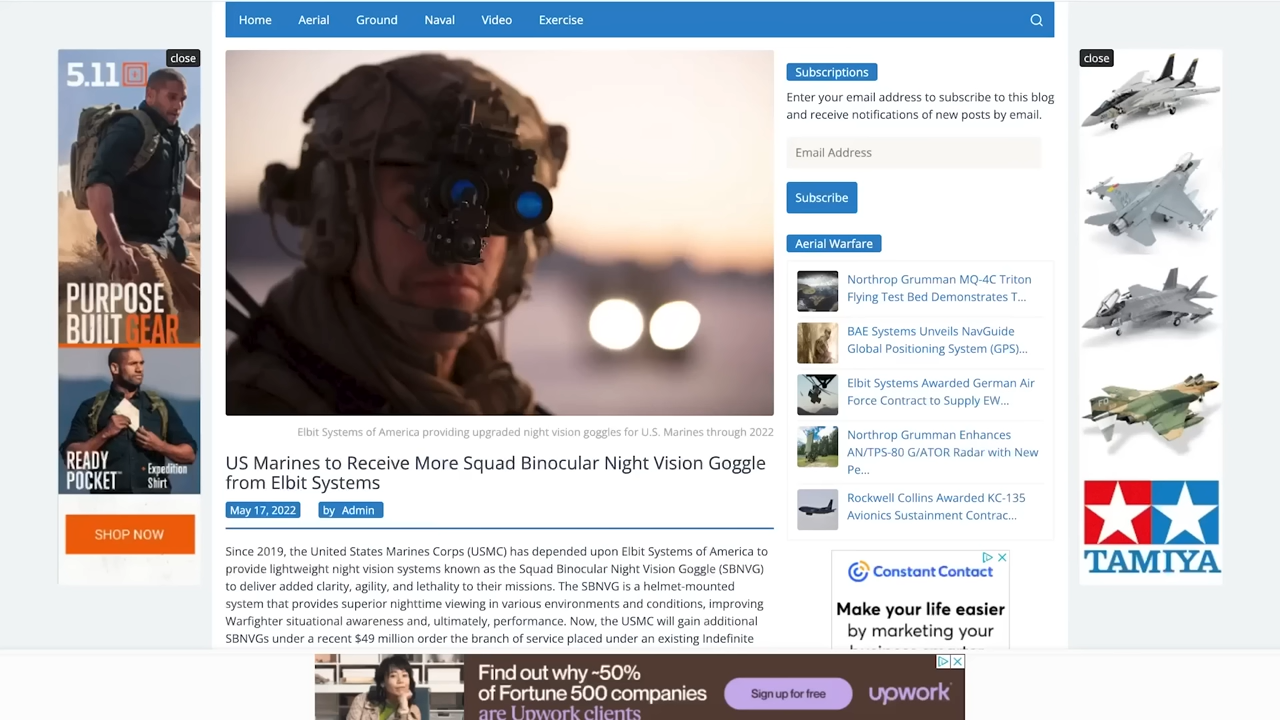 Home Aerial Ground Naval Video Exercise
close
5.11
PURPOSE
BUILT GEAR
READY
POCKET
Expedition
Shirt
SHOP NOW
Elbit Systems of America providing upgraded night vision goggles for U.S. Marines through 2022
US Marines to Receive More Squad Binocular Night Vision Goggle
from Elbit Systems
May 17, 2022 by Admin
Since 2019, the United States Marines Corps (USMC) has depended upon Elbit Systems of America to
provide lightweight night vision systems known as the Squad Binocular Night Vision Goggle (SBNVG)
to deliver added clarity, agility, and lethality to their missions. The SBNVG is a helmet-mounted
system that provides superior nighttime viewing in various environments and conditions, improving
Warfighter situational awareness and, ultimately, performance. Now, the USMC will gain additional
SBNVGs under a recent $49 million order the branch of service placed under an existing Indefinite
Subscriptions
Enter your email address to subscribe to this blog
and receive notifications of new posts by email.
Email Address
Subscribe
Aerial Warfare
Northrop Grumman MQ-4C Triton
Flying Test Bed Demonstrates T...
BAE Systems Unveils NavGuide
Global Positioning System (GPS)...
Elbit Systems Awarded German Air
Force Contract to Supply EW...
Northrop Grumman Enhances
AN/TPS-80 G/ATOR Radar with New
Pe...
Rockwell Collins Awarded KC-135
Avionics Sustainment Contrac...
Constant Contact
Make your life easier
by marketing your
close
TAMIYA
Find out why ~50%
of Fortune 500 companies
are Upwork clients
Sign up for free
upwork